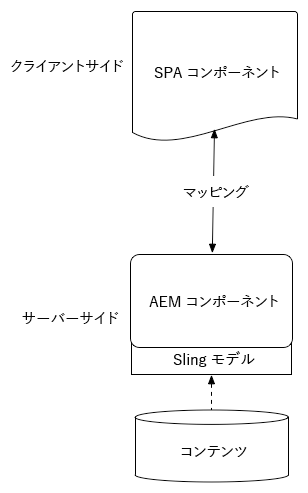 クライアントサイド
SPA コンポーネント
マッピング
サーバーサイド
AEM コンポーネント
Sling モデル
コンテンツ